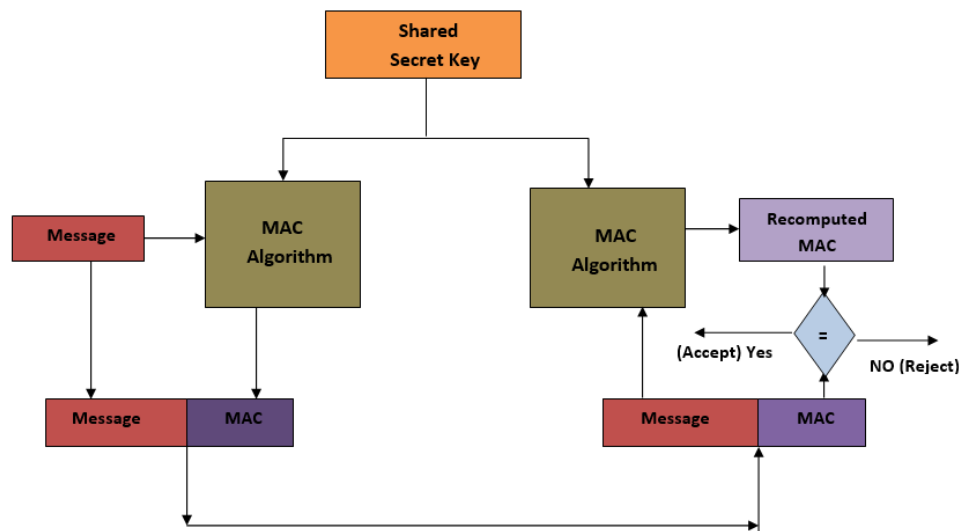 Shared
Secret Key
MAC
Algorithm
Message
MAC
Algorithm
Recomputed
MAC
=
(Accept) Yes
NO (Reject)
Message
MAC
Message
MAC